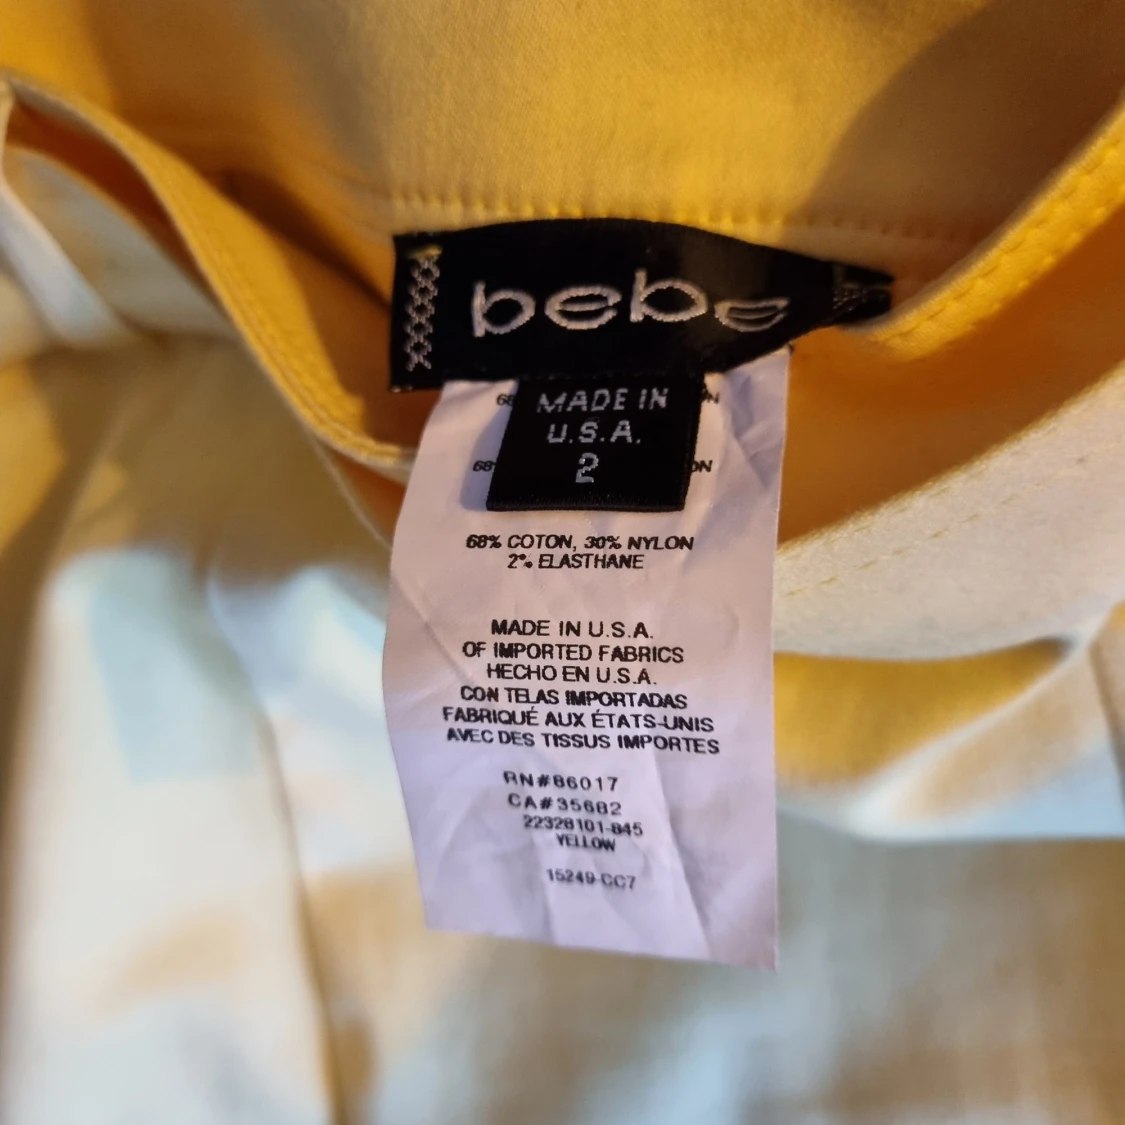 bebe
MADE IN
U.S.A.
2
68% COTON, 30% NYLON
2% ELASTHANE
MADE IN U.S.A.
OF IMPORTED FABRICS
HECHO EN U.S.A.
CON TELAS IMPORTADAS
FABRIQUÉ AUX ÉTATS-UNIS
AVEC DES TISSUS IMPORTES
RN#86017
CA#35682
22328101-845
YELLOW
15249-CC7